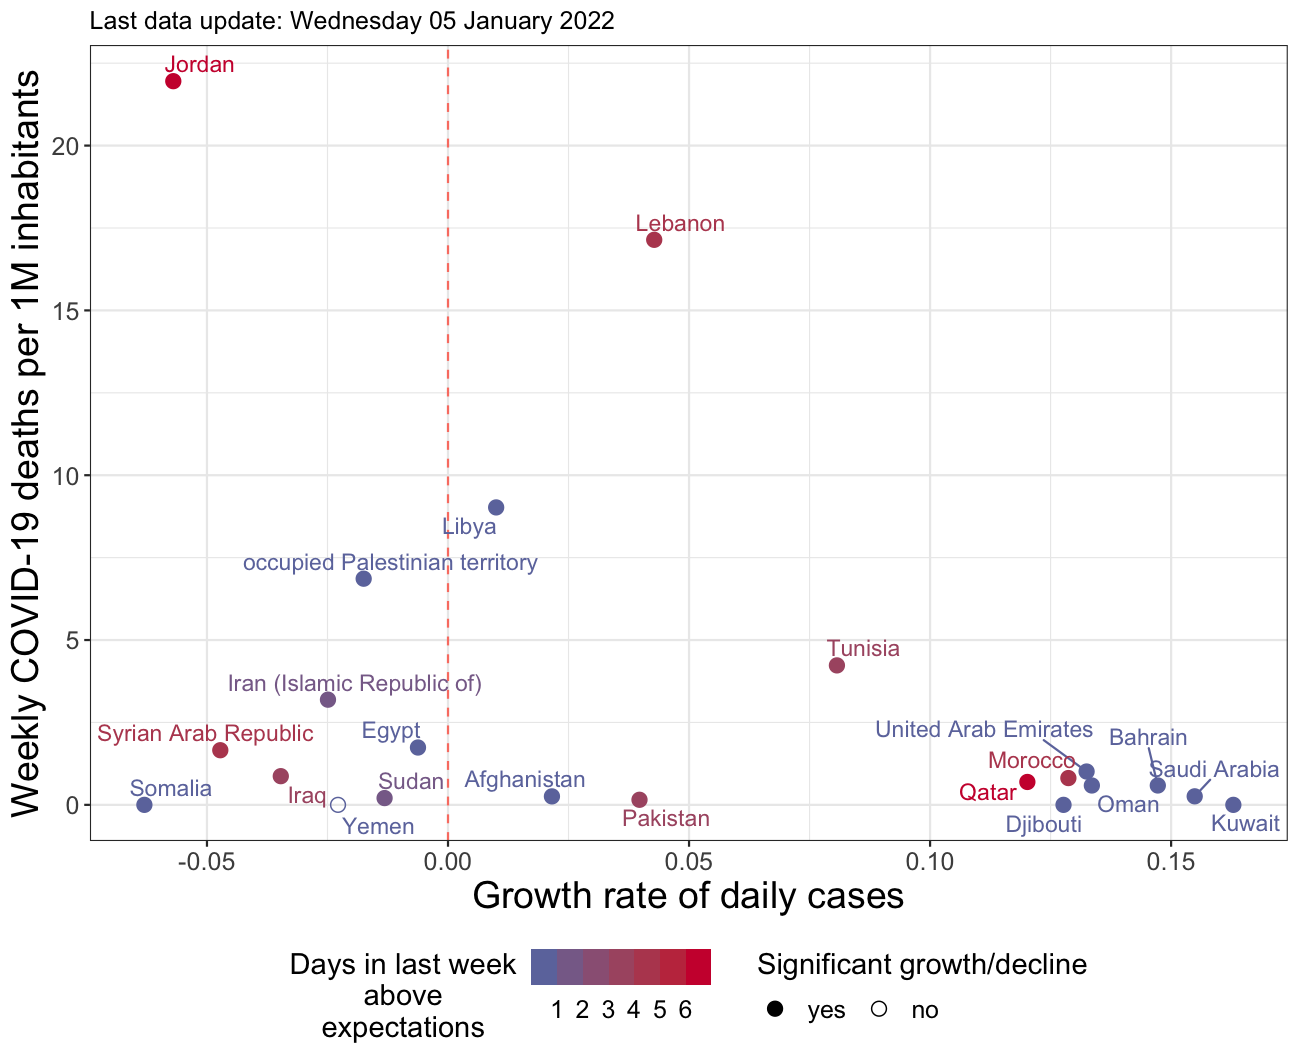 Last data update: Wednesday 05 January 2022
Weekly COVID-19 deaths per 1M inhabitants
20
15
10
5
0
Jordan
Lebanon
Libya
occupied Palestinian territory
Tunisia
Iran (Islamic Republic of)
Syrian Arab Republic
Egypt
United Arab Emirates
Bahrain
Morocco
Saudi Arabia
Somalia
Iraq
Sudan
Afghanistan
Qatar
Oman
Yemen
Pakistan
Djibouti
Kuwait
-0.05 0.00 0.05 0.10 0.15
Growth rate of daily cases
Days in last week
above
expectations
1 2 3 4 5 6
Significant growth/decline
yes no